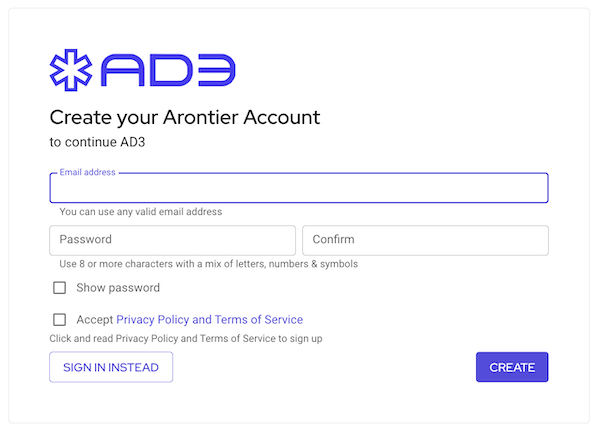 AD3
Create your Arontier Account
to continue AD3
Email address
You can use any valid email address
Password Confirm
Use 8 or more characters with a mix of letters, numbers & symbols
Show password
Accept Privacy Policy and Terms of Service
Click and read Privacy Policy and Terms of Service to sign up
SIGN IN INSTEAD CREATE